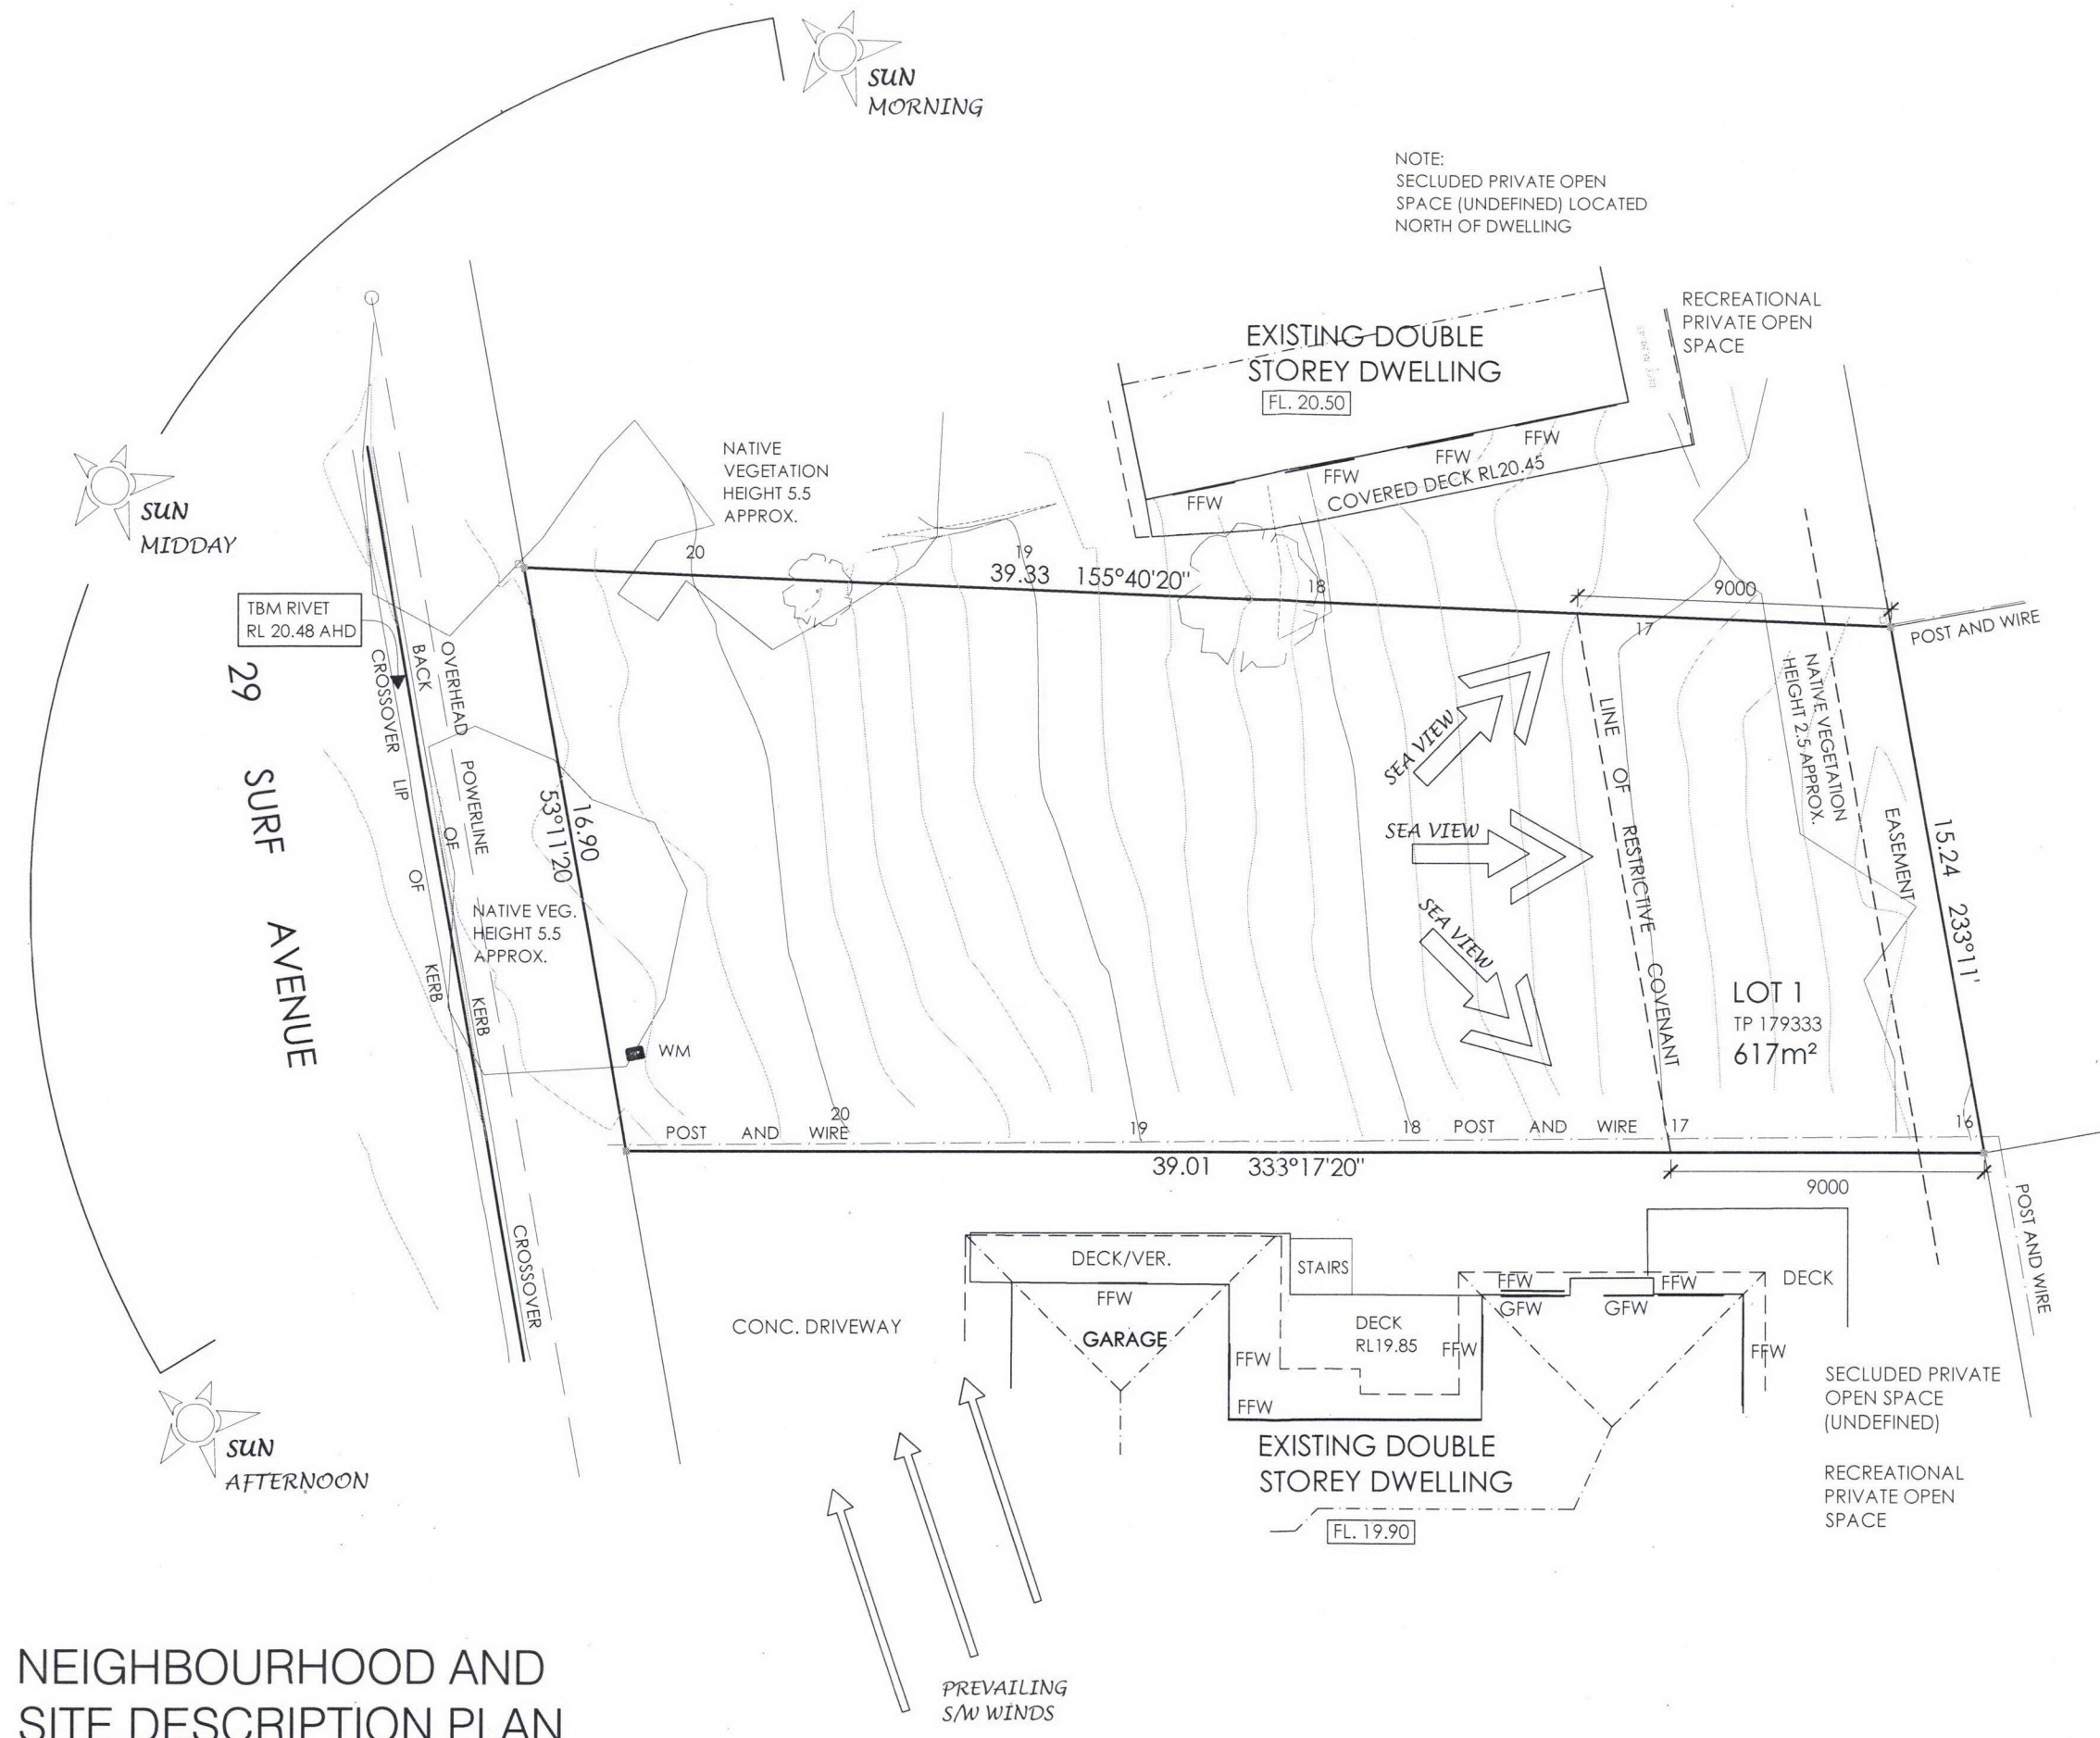 SUN
MORNING
NOTE:
SECLUDED PRIVATE OPEN
SPACE (UNDEFINED) LOCATED
NORTH OF DWELLING
RECREATIONAL
PRIVATE OPEN
SPACE
EXISTING DOUBLE
STOREY DWELLING
FL. 20.50
FFW
FFW
FFW
FFW
COVERED DECK RL20.45
NATIVE
VEGETATION
HEIGHT 5.5
APPROX.
SUN
MIDDAY
20
19
39.33 155°40'20"
18
9000
17
POST AND WIRE
TBM RIVET
RL 20.48 AHD
29 SURF AVENUE
CROSSOVER
LIP OF KERB
BACK OF KERB
OVERHEAD POWERLINE
16.90
53°11'20
NATIVE VEG.
HEIGHT 5.5
APPROX.
WM
SEA VIEW
SEA VIEW
SEA VIEW
LINE OF RESTRICTIVE COVENANT
NATIVE VEGETATION
HEIGHT 2.5 APPROX.
EASEMENT
15.24 233°11'
LOT 1
TP 179333
617m²
20
19
18
17
16
POST AND WIRE
POST AND WIRE
39.01 333°17'20"
9000
POST AND WIRE
CROSSOVER
DECK/VER.
STAIRS
FFW
GARAGE
CONC. DRIVEWAY
DECK
RL19.85
FFW
FFW
FFW
FFW
GFW
FFW
GFW
DECK
FFW
SECLUDED PRIVATE
OPEN SPACE
(UNDEFINED)
RECREATIONAL
PRIVATE OPEN
SPACE
EXISTING DOUBLE
STOREY DWELLING
FL. 19.90
SUN
AFTERNOON
PREVAILING
S/W WINDS
NEIGHBOURHOOD AND
SITE DESCRIPTION PLAN